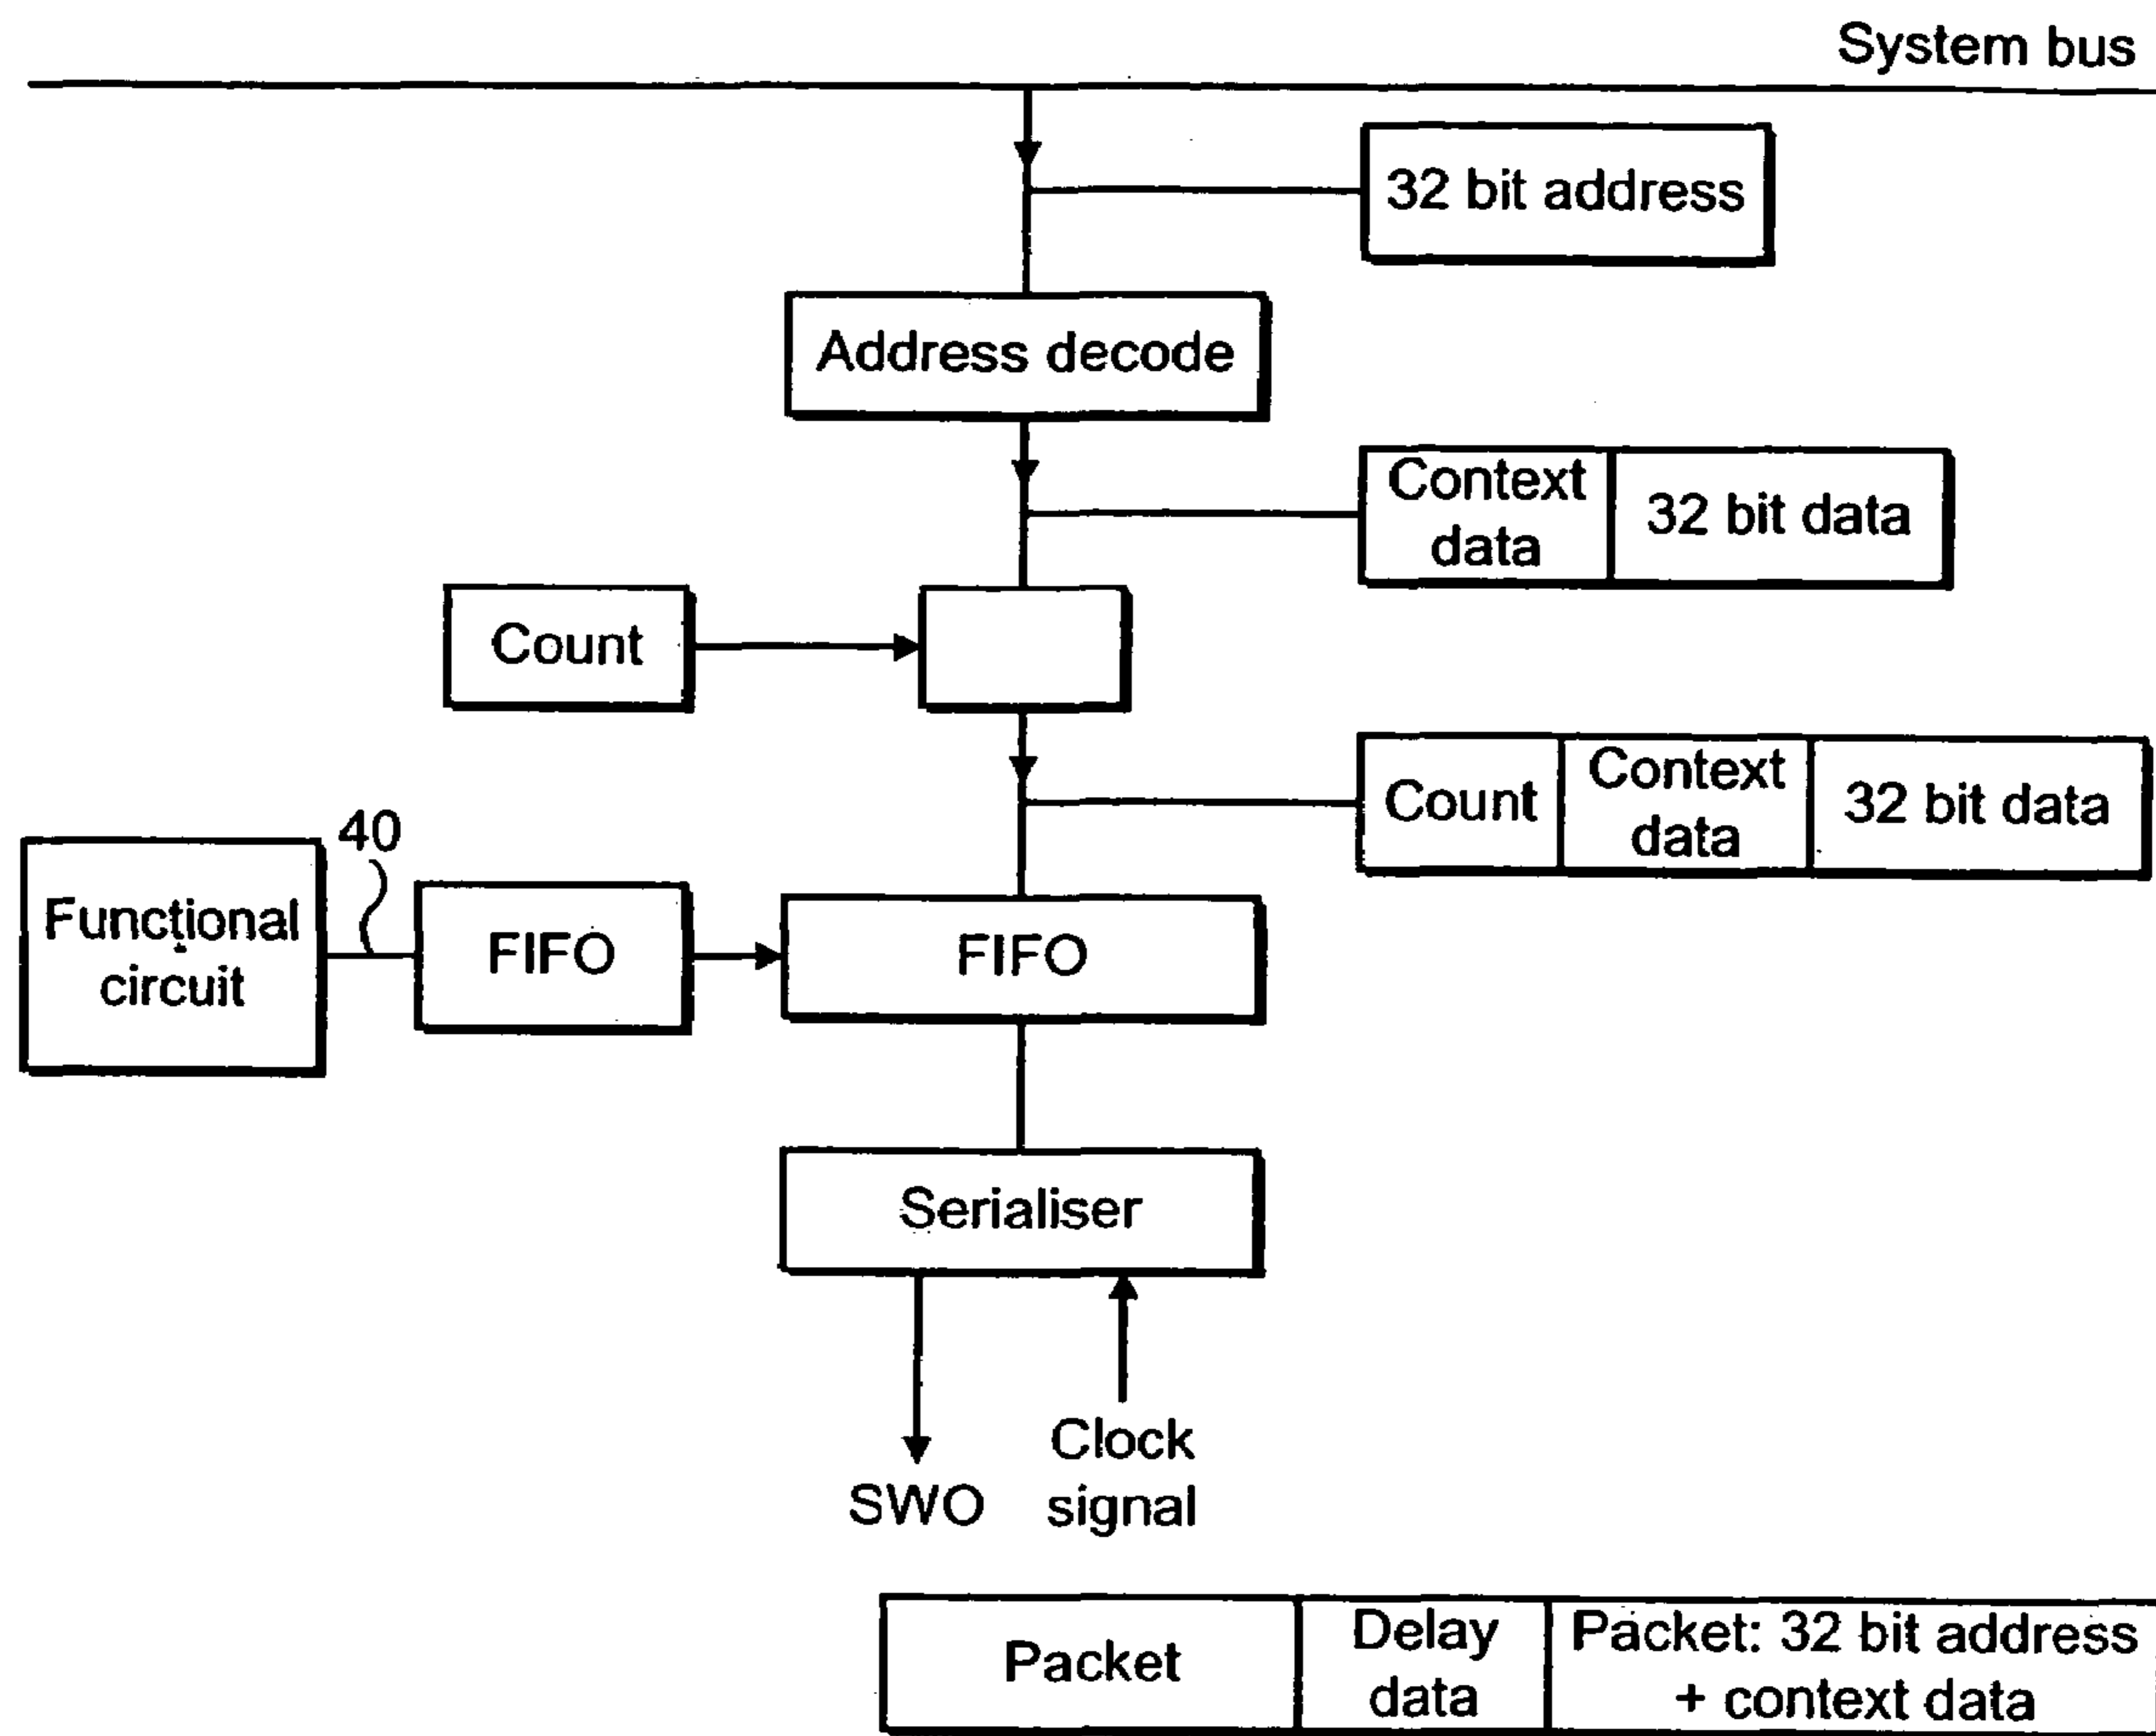 System bus
32 bit address
Address decode
Context
data
32 bit data
Count
Count
Context
data
32 bit data
40
Functional
circuit
FIFO
FIFO
Serialiser
SWO
Clock
signal
Packet
Delay
data
Packet: 32 bit address
+ context data